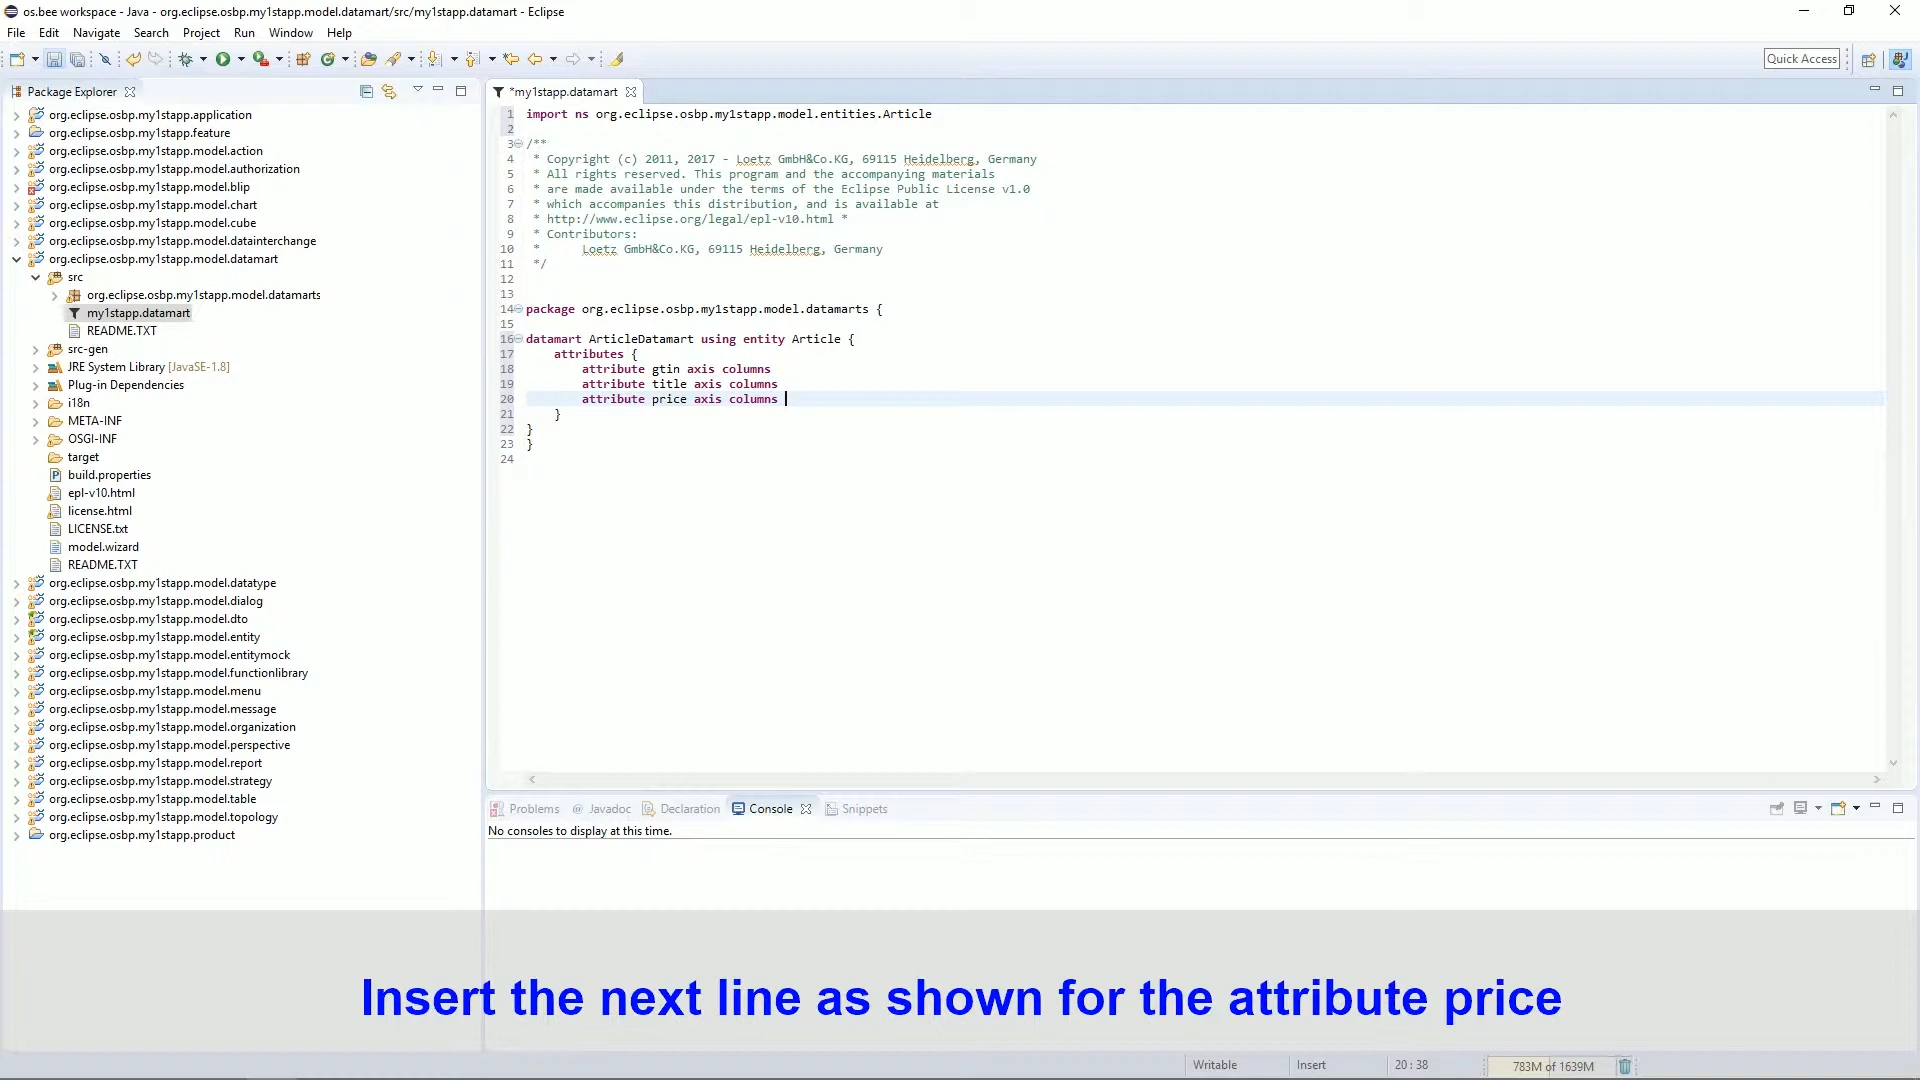 os.bee workspace - Java - org.eclipse.osbp.my1stapp.model.datamart/src/my1stapp.datamart - Eclipse
File Edit Navigate Search Project Run Window Help
Quick Access
Package Explorer
org.eclipse.osbp.my1stapp.application
org.eclipse.osbp.my1stapp.feature
org.eclipse.osbp.my1stapp.model.action
org.eclipse.osbp.my1stapp.model.authorization
org.eclipse.osbp.my1stapp.model.blip
org.eclipse.osbp.my1stapp.model.chart
org.eclipse.osbp.my1stapp.model.cube
org.eclipse.osbp.my1stapp.model.datainterchange
org.eclipse.osbp.my1stapp.model.datamart
src
org.eclipse.osbp.my1stapp.model.datamarts
my1stapp.datamart
README.TXT
src-gen
JRE System Library [JavaSE-1.8]
Plug-in Dependencies
i18n
META-INF
OSGI-INF
target
build.properties
epl-v10.html
license.html
LICENSE.txt
model.wizard
README.TXT
org.eclipse.osbp.my1stapp.model.datatype
org.eclipse.osbp.my1stapp.model.dialog
org.eclipse.osbp.my1stapp.model.dto
org.eclipse.osbp.my1stapp.model.entity
org.eclipse.osbp.my1stapp.model.entitymock
org.eclipse.osbp.my1stapp.model.functionlibrary
org.eclipse.osbp.my1stapp.model.menu
org.eclipse.osbp.my1stapp.model.message
org.eclipse.osbp.my1stapp.model.organization
org.eclipse.osbp.my1stapp.model.perspective
org.eclipse.osbp.my1stapp.model.report
org.eclipse.osbp.my1stapp.model.strategy
org.eclipse.osbp.my1stapp.model.table
org.eclipse.osbp.my1stapp.model.topology
org.eclipse.osbp.my1stapp.product
*my1stapp.datamart
1 import ns org.eclipse.osbp.my1stapp.model.entities.Article
2
3 /**
4 * Copyright (c) 2011, 2017 - Loetz GmbH&Co.KG, 69115 Heidelberg, Germany
5 * All rights reserved. This program and the accompanying materials
6 * are made available under the terms of the Eclipse Public License v1.0
7 * which accompanies this distribution, and is available at
8 * http://www.eclipse.org/legal/epl-v10.html *
9 * Contributors:
10 * Loetz GmbH&Co.KG, 69115 Heidelberg, Germany
11 */
12
13
14 package org.eclipse.osbp.my1stapp.model.datamarts {
15
16 datamart ArticleDatamart using entity Article {
17 attributes {
18 attribute gtin axis columns
19 attribute title axis columns
20 attribute price axis columns
21 }
22 }
23 }
24
Problems @ Javadoc Declaration Console Snippets
No consoles to display at this time.
Insert the next line as shown for the attribute price
Writable Insert 20 : 38 783M of 1639M